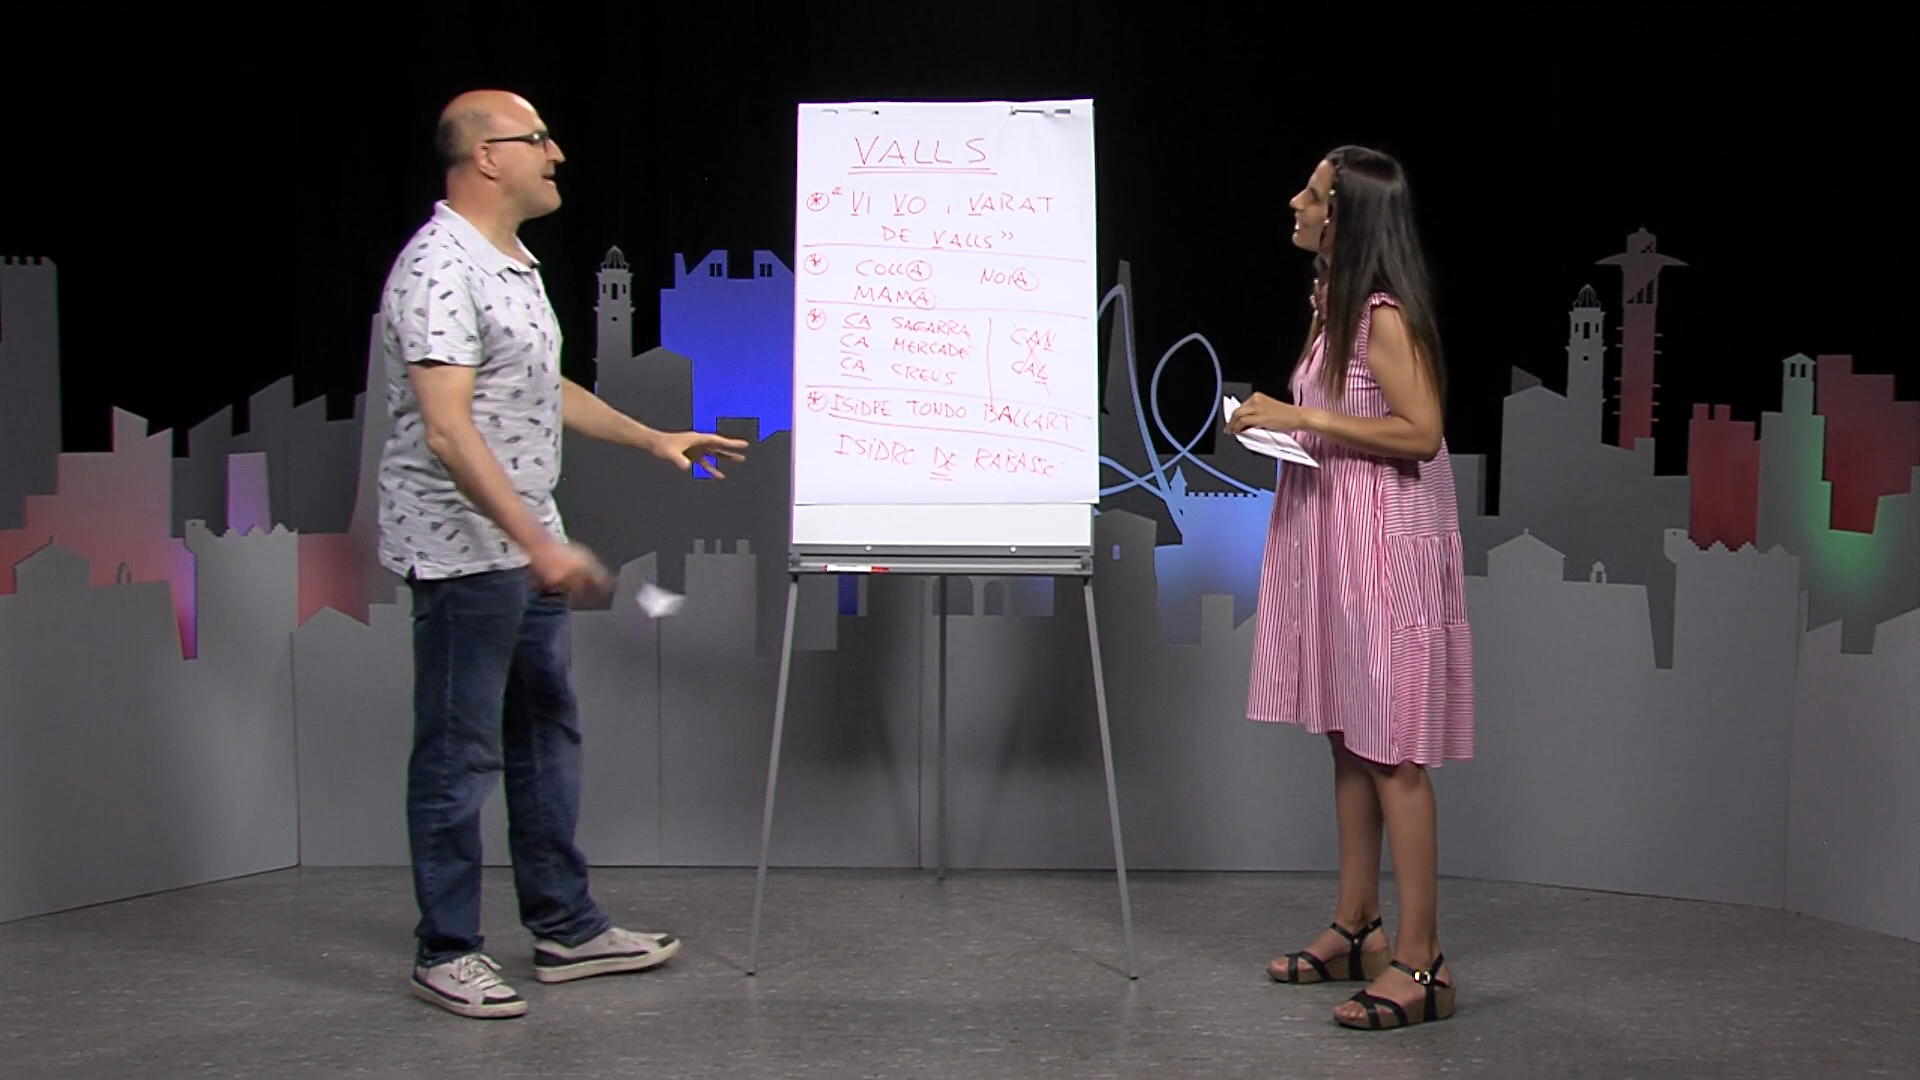 VALLS
* “VI VO i VARAT
DE VALLS”
* COLLA NOIA
MAMA
* CA SAGARRA CAN
CA MERCADÉ CAL
CA CREUS
* ISIDRE TONDO BALLART
ISIDRO DE RABASSÓ